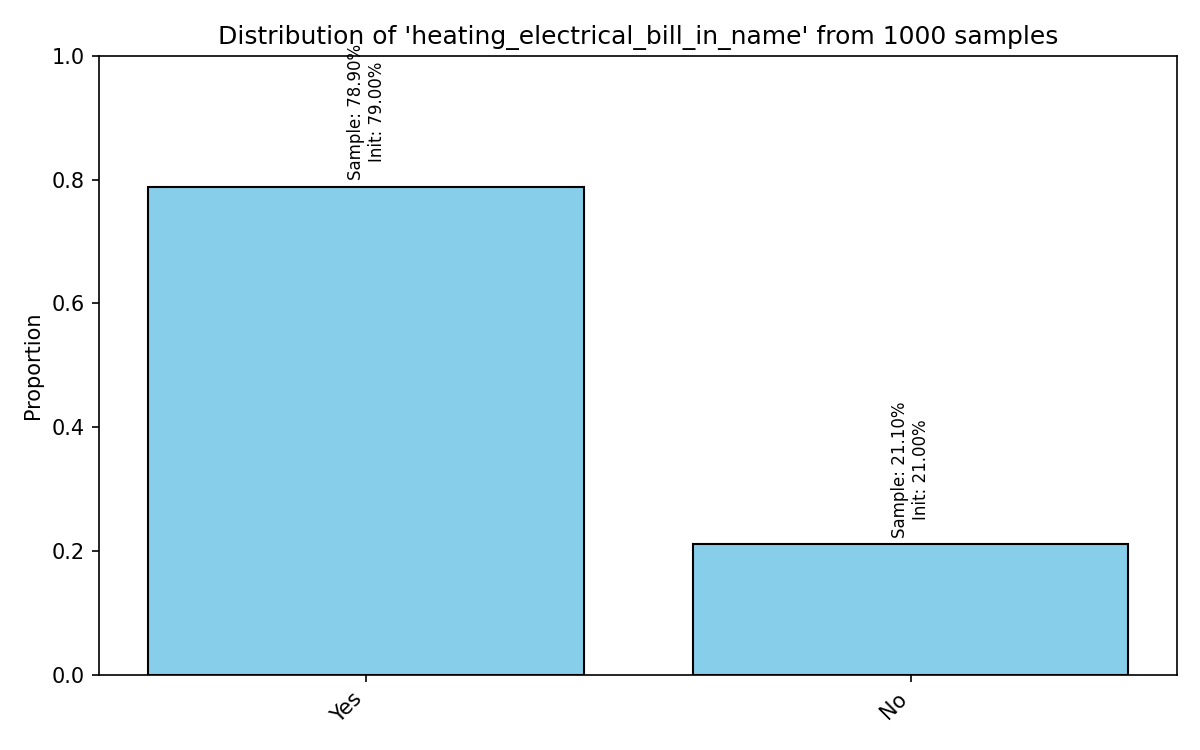 Distribution of 'heating_electrical_bill_in_name' from 1000 samples
Sample: 78.90%
Init: 79.00%
Sample: 21.10%
Init: 21.00%
Proportion
1.0
0.8
0.6
0.4
0.2
0.0
Yes
No